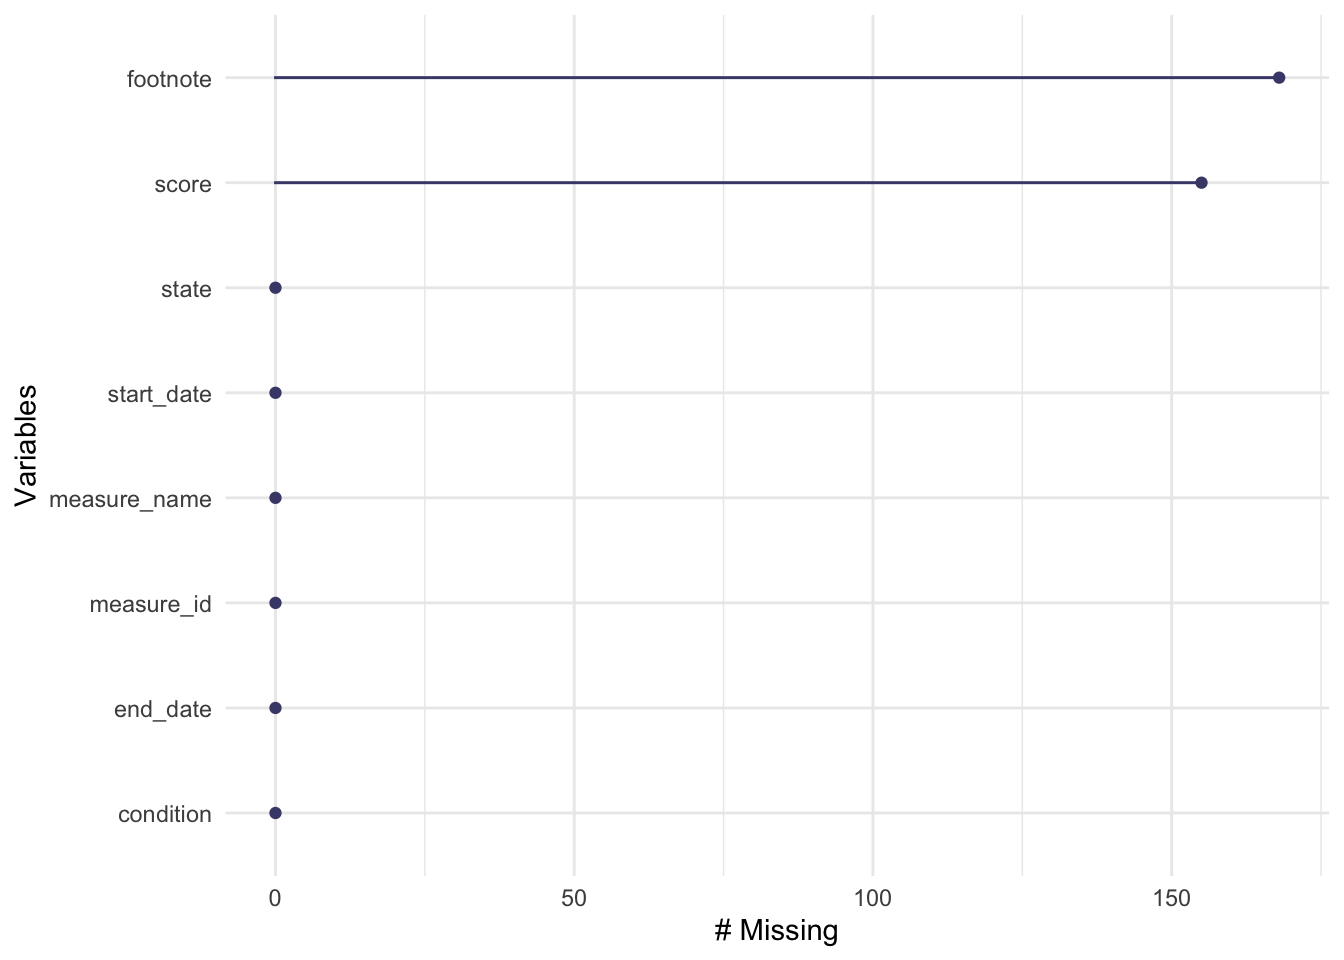 footnote
score
state
start_date
measure_name
measure_id
end_date
condition
Variables
0 50 100 150
# Missing